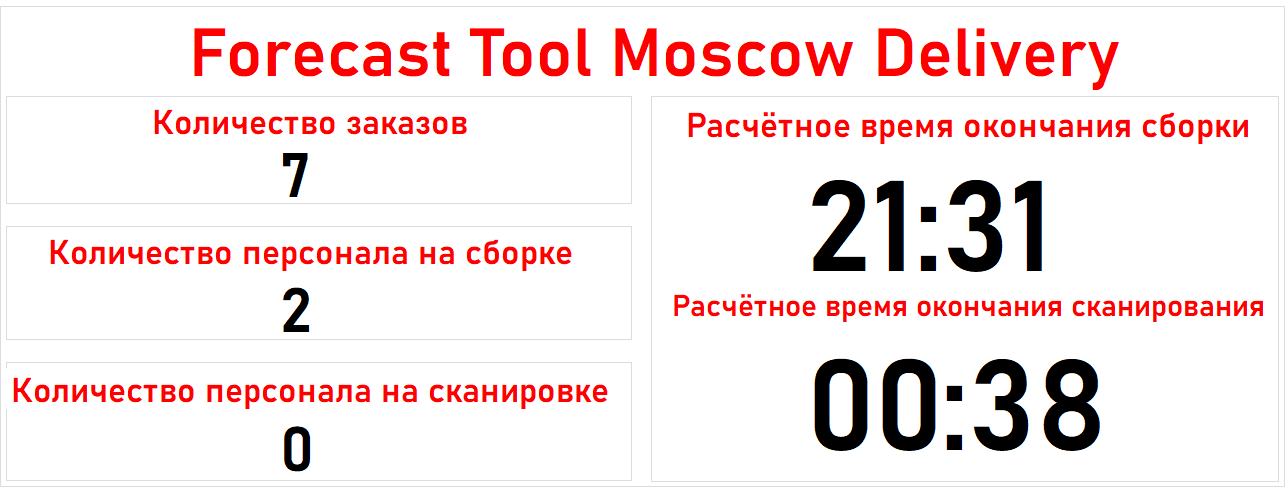 Forecast Tool Moscow Delivery
Количество заказов
7
Количество персонала на сборке
2
Количество персонала на сканировке
0
Расчётное время окончания сборки
21:31
Расчётное время окончания сканирования
00:38